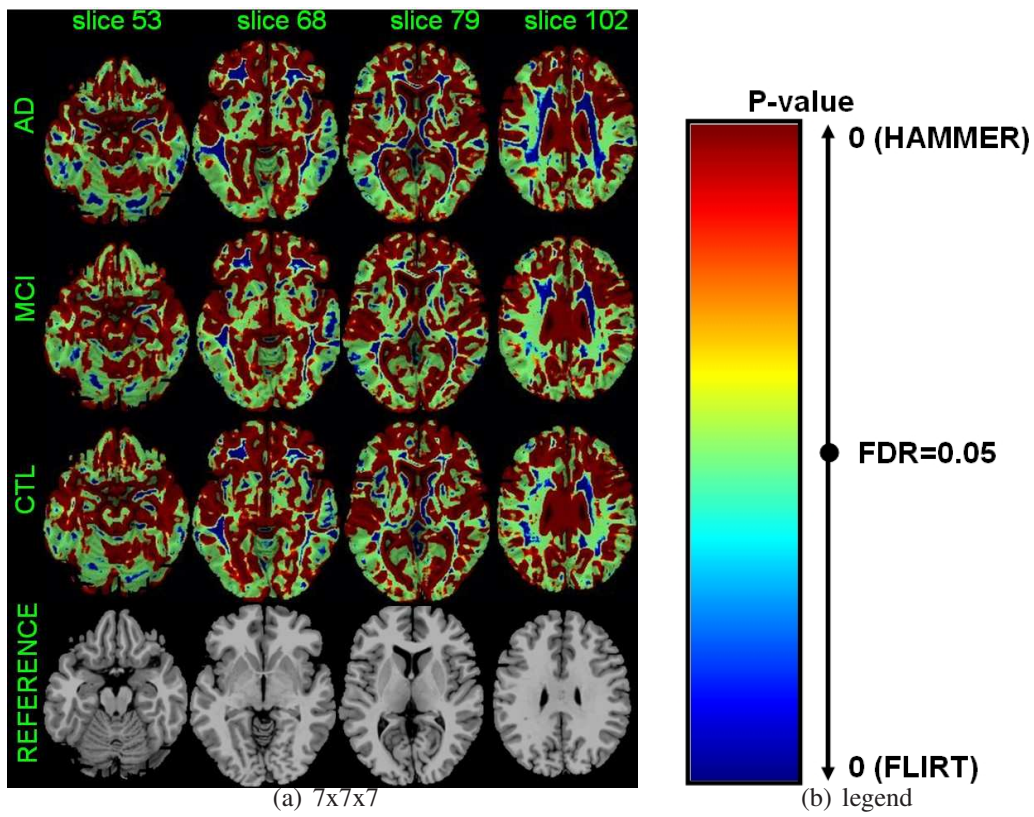 slice 53 slice 68 slice 79 slice 102
AD
MCI
CTL
REFERENCE
(a) 7x7x7
P-value
0 (HAMMER)
FDR=0.05
0 (FLIRT)
(b) legend